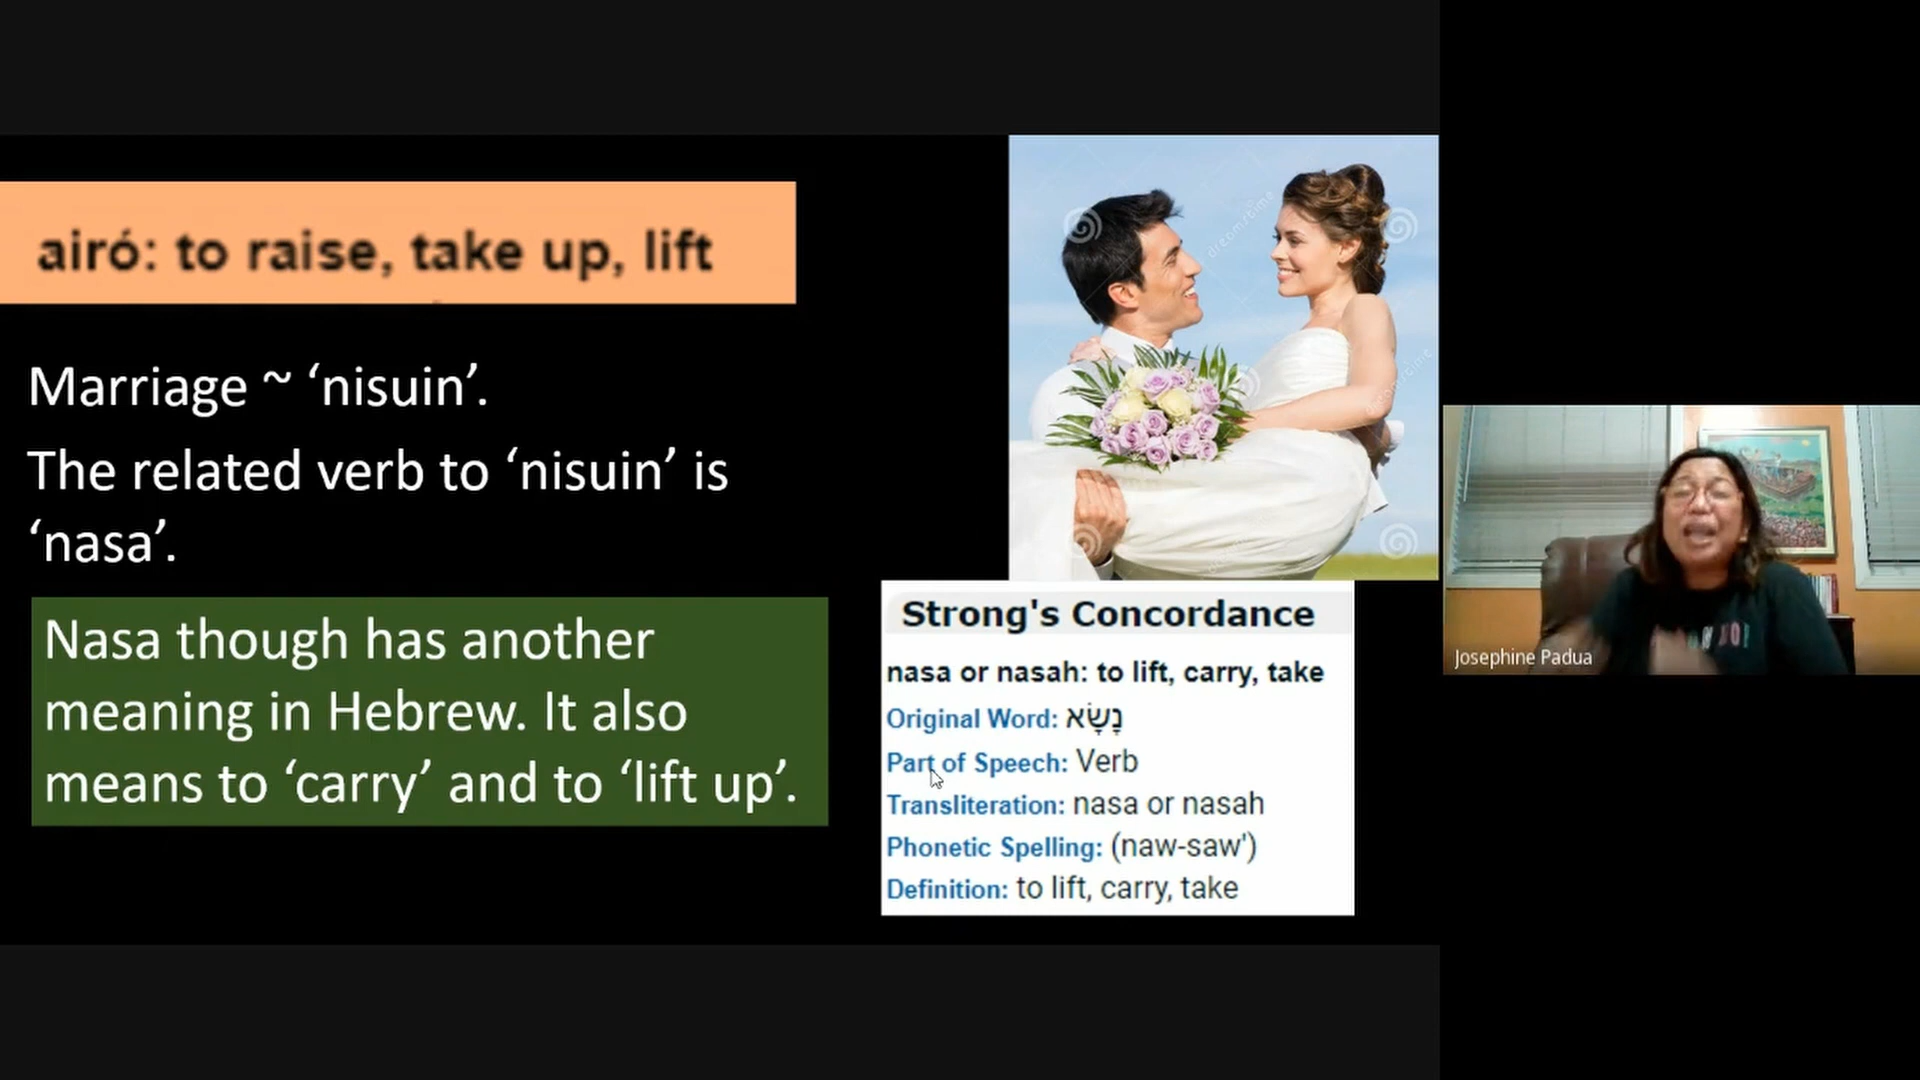 airó: to raise, take up, lift
Marriage ~ ‘nisuin’.
The related verb to ‘nisuin’ is
‘nasa’.
Nasa though has another
meaning in Hebrew. It also
means to ‘carry’ and to ‘lift up’.
dreamstime
dreamstime
Strong's Concordance
nasa or nasah: to lift, carry, take
Original Word: נָשָׂא
Part of Speech: Verb
Transliteration: nasa or nasah
Phonetic Spelling: (naw-saw')
Definition: to lift, carry, take
Josephine Padua